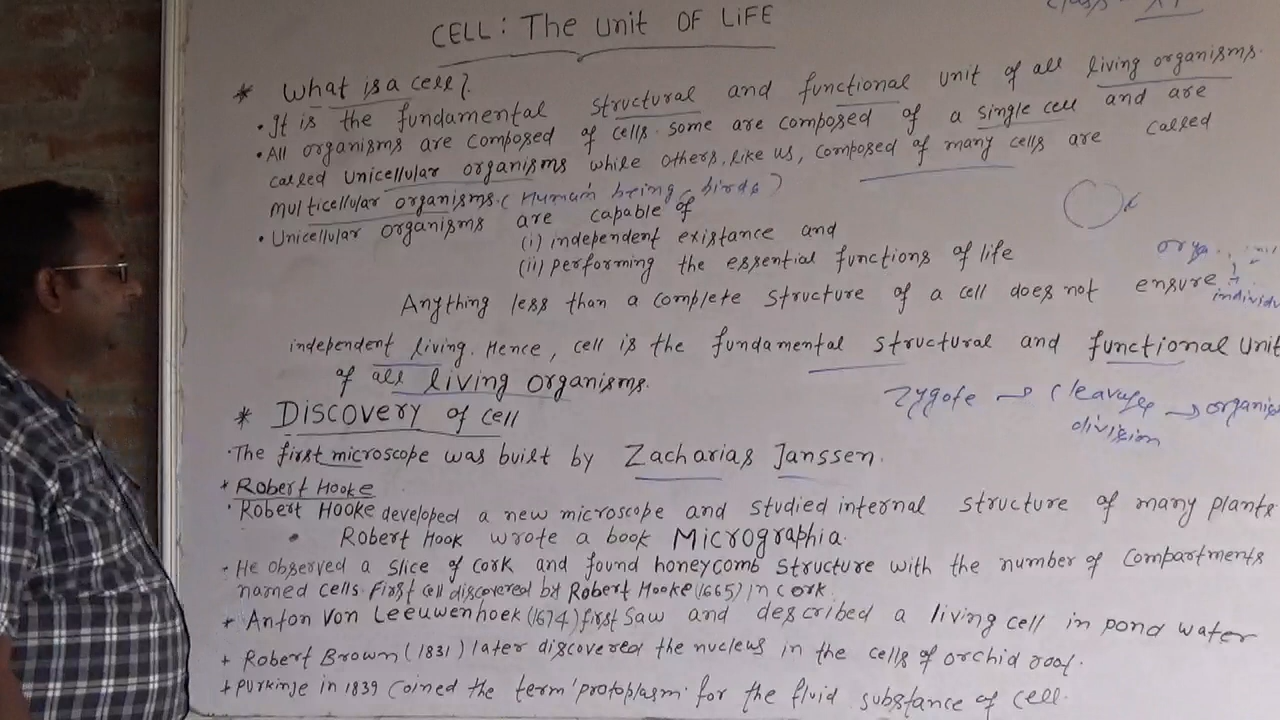 Class - XI
CELL: The Unit OF LiFE
* What is a cell?
• It is the fundamental structural and functional unit of all living organisms.
• All organisms are composed of cells. some are composed of a single cell and are
called unicellular organisms while others, like us, composed of many cells are called
multicellular organisms. (Human being, birds)
• Unicellular organisms are capable of
(i) independent existance and
(ii) performing the essential functions of life
Anything less than a complete structure of a cell does not ensure
independent living. Hence, cell is the fundamental structural and functional Unit
of all living organisms.
individu
Zygote → Cleavage → organis
division
* Discovery of cell
• The first microscope was built by Zacharias Janssen.
* Robert Hooke
• Robert Hooke developed a new microscope and studied internal structure of many plants
• Robert Hook wrote a book Micrographia.
- He observed a slice of cork and found honeycomb structure with the number of compartments
named cells. First cell discovered by Robert Hooke (1665) in cork
* Anton Von Leeuwenhoek (1674) first saw and described a living cell in pond water
+ Robert Brown (1831) later discovered the nucleus in the cells of orchid root.
+ Purkinje in 1839 coined the term 'protoplasm' for the fluid substance of cell.